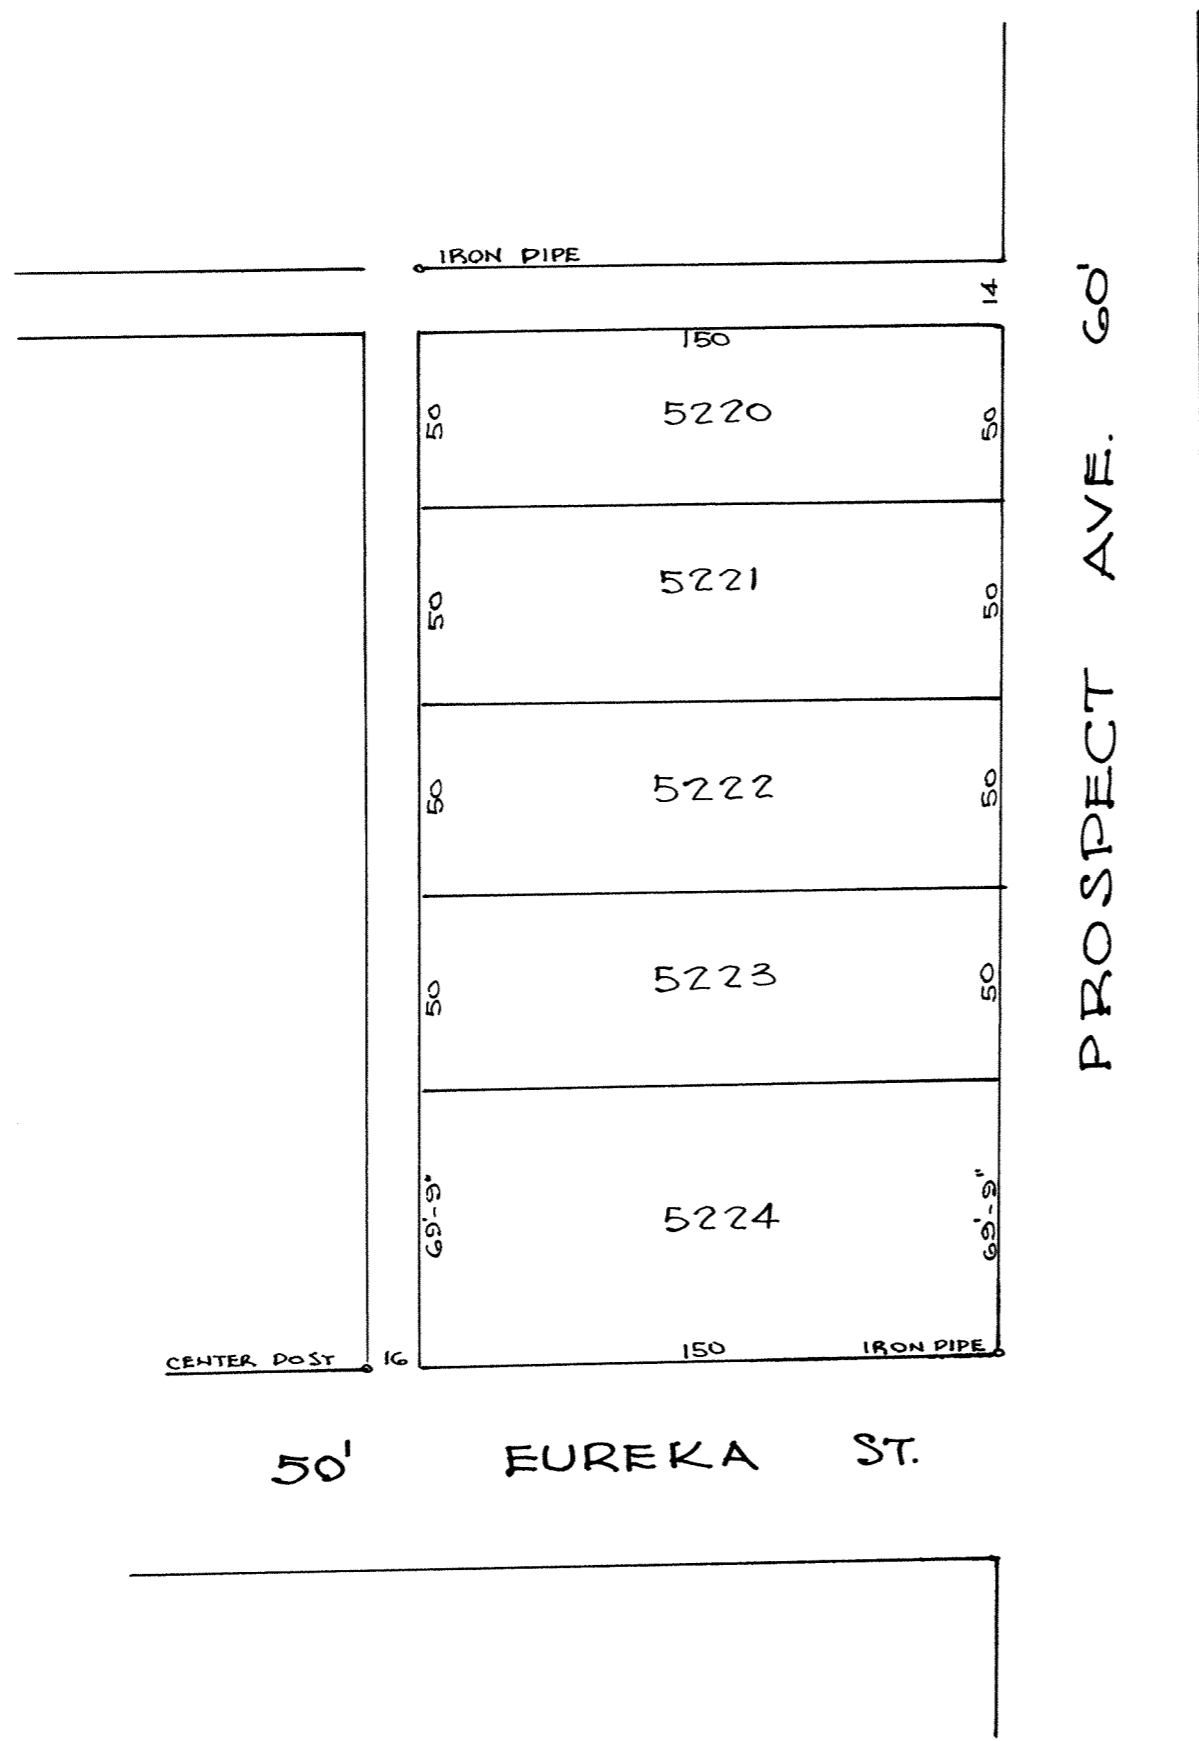 IRON PIPE
14
PROSPECT AVE. 60'
150
50 5220 50
50 5221 50
50 5222 50
50 5223 50
69'-9" 5224 69'-9"
CENTER POST 16 150 IRON PIPE
50' EUREKA ST.